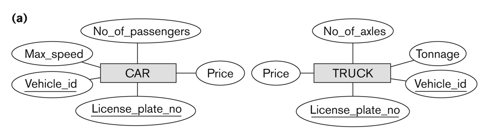 (a)
No_of_passengers
No_of_axles
Max_speed
Tonnage
CAR
Price
Price
TRUCK
Vehicle_id
Vehicle_id
License_plate_no
License_plate_no